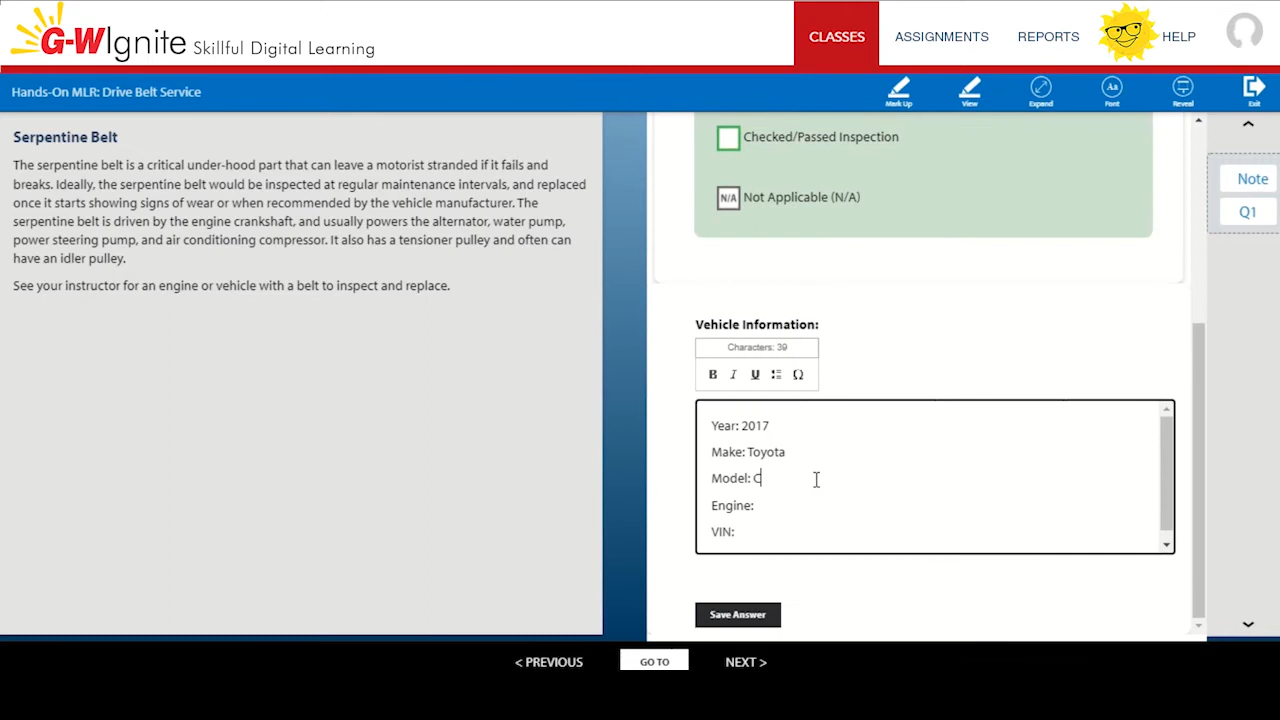 G-W Ignite Skillful Digital Learning
CLASSES
ASSIGNMENTS
REPORTS
HELP
Hands-On MLR: Drive Belt Service
Mark Up
View
Expand
Aa
Font
Reveal
Exit
Serpentine Belt
The serpentine belt is a critical under-hood part that can leave a motorist stranded if it fails and
breaks. Ideally, the serpentine belt would be inspected at regular maintenance intervals, and replaced
once it starts showing signs of wear or when recommended by the vehicle manufacturer. The
serpentine belt is driven by the engine crankshaft, and usually powers the alternator, water pump,
power steering pump, and air conditioning compressor. It also has a tensioner pulley and often can
have an idler pulley.
See your instructor for an engine or vehicle with a belt to inspect and replace.
Checked/Passed Inspection
N/A Not Applicable (N/A)
Note
Q1
Vehicle Information:
Characters: 39
B I U Ω
Year: 2017
Make: Toyota
Model: C
Engine:
VIN:
Save Answer
< PREVIOUS
GO TO
NEXT >